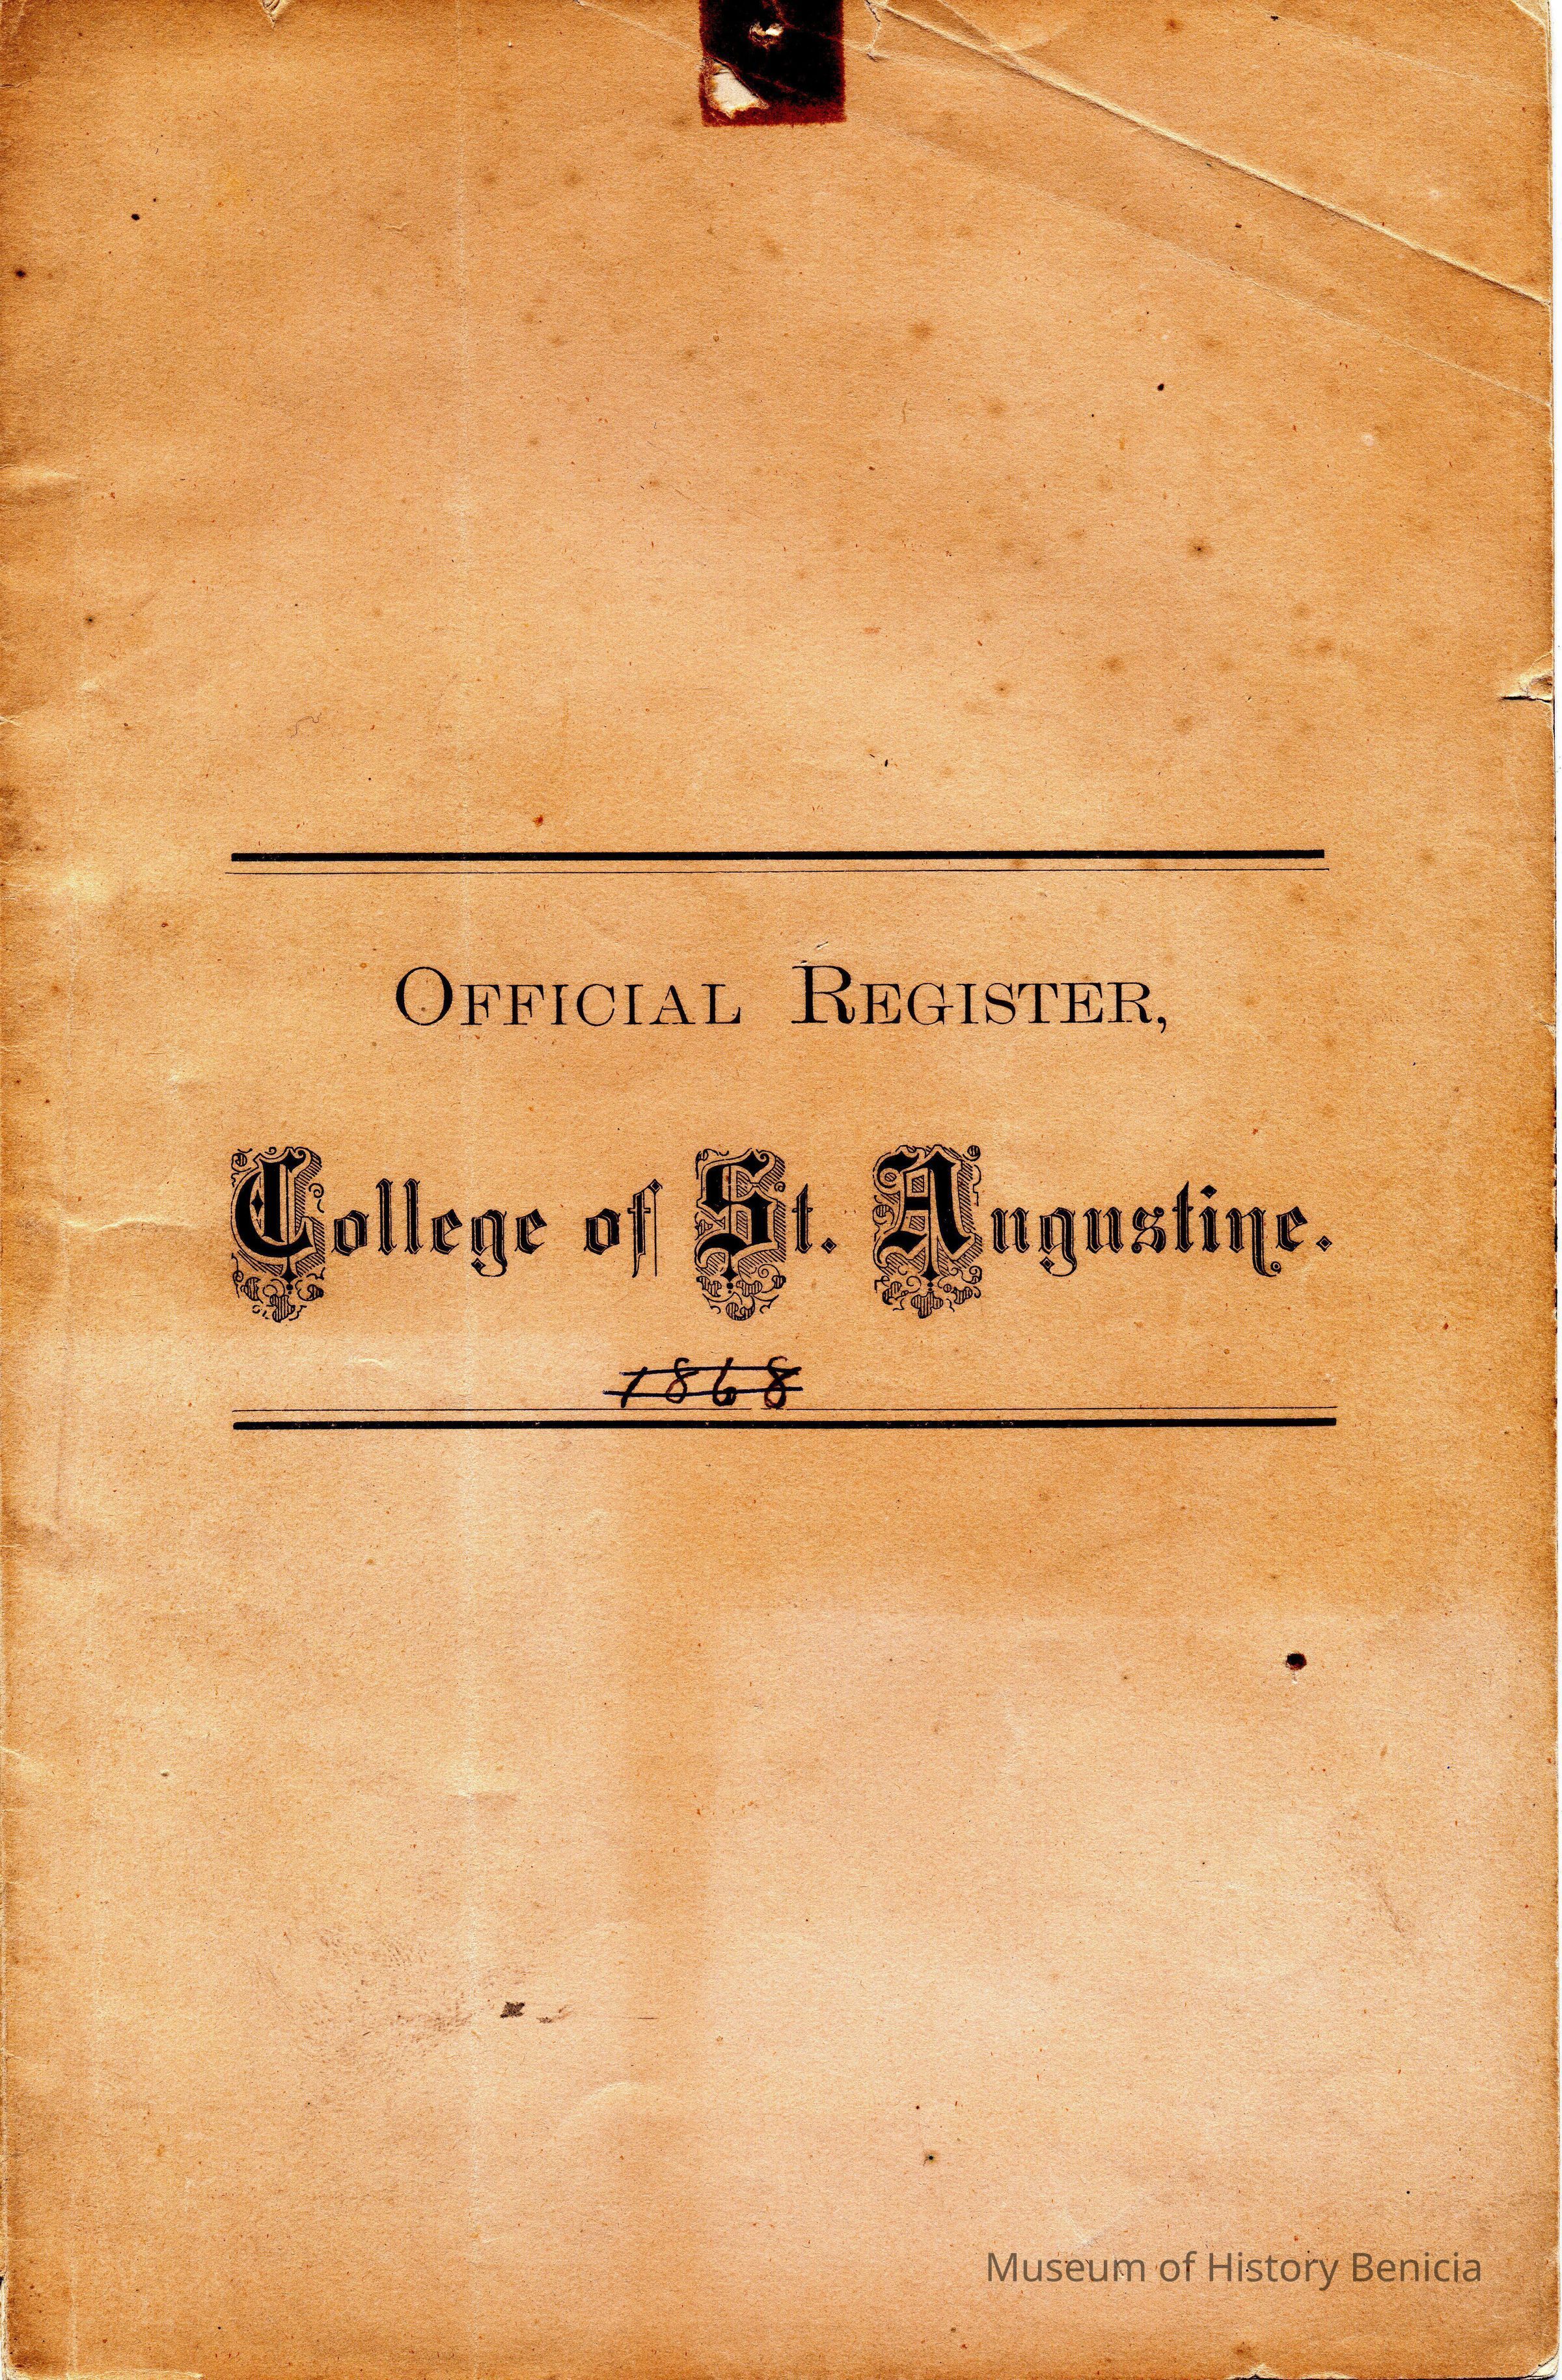 Official Register,
College of St. Augustine.
1868
Museum of History Benicia